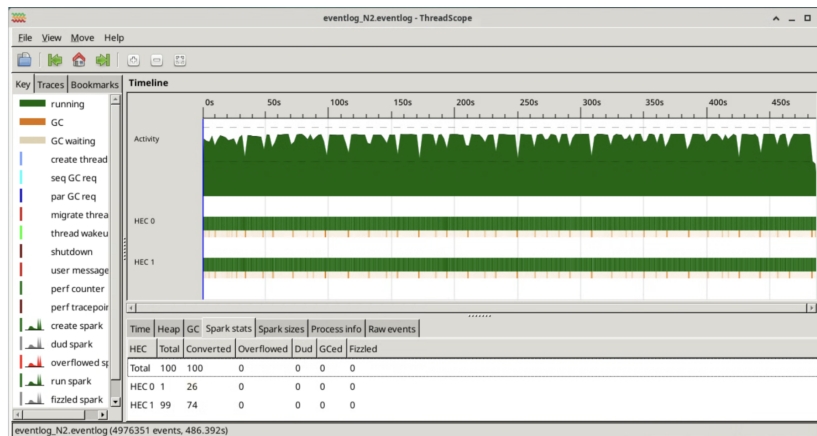 eventlog_N2.eventlog - ThreadScope
File View Move Help
Key Traces Bookmarks
running
GC
GC waiting
create thread
seq GC req
par GC req
migrate threa
thread wakeu
shutdown
user message
perf counter
perf tracepoir
create spark
dud spark
overflowed sp
run spark
fizzled spark
Timeline
0s 50s 100s 150s 200s 250s 300s 350s 400s 450s
Activity
HEC 0
HEC 1
Time Heap GC Spark stats Spark sizes Process info Raw events
HEC Total Converted Overflowed Dud GCed Fizzled
Total 100 100 0 0 0 0
HEC 0 1 26 0 0 0 0
HEC 1 99 74 0 0 0 0
eventlog_N2.eventlog (4976351 events, 486.392s)